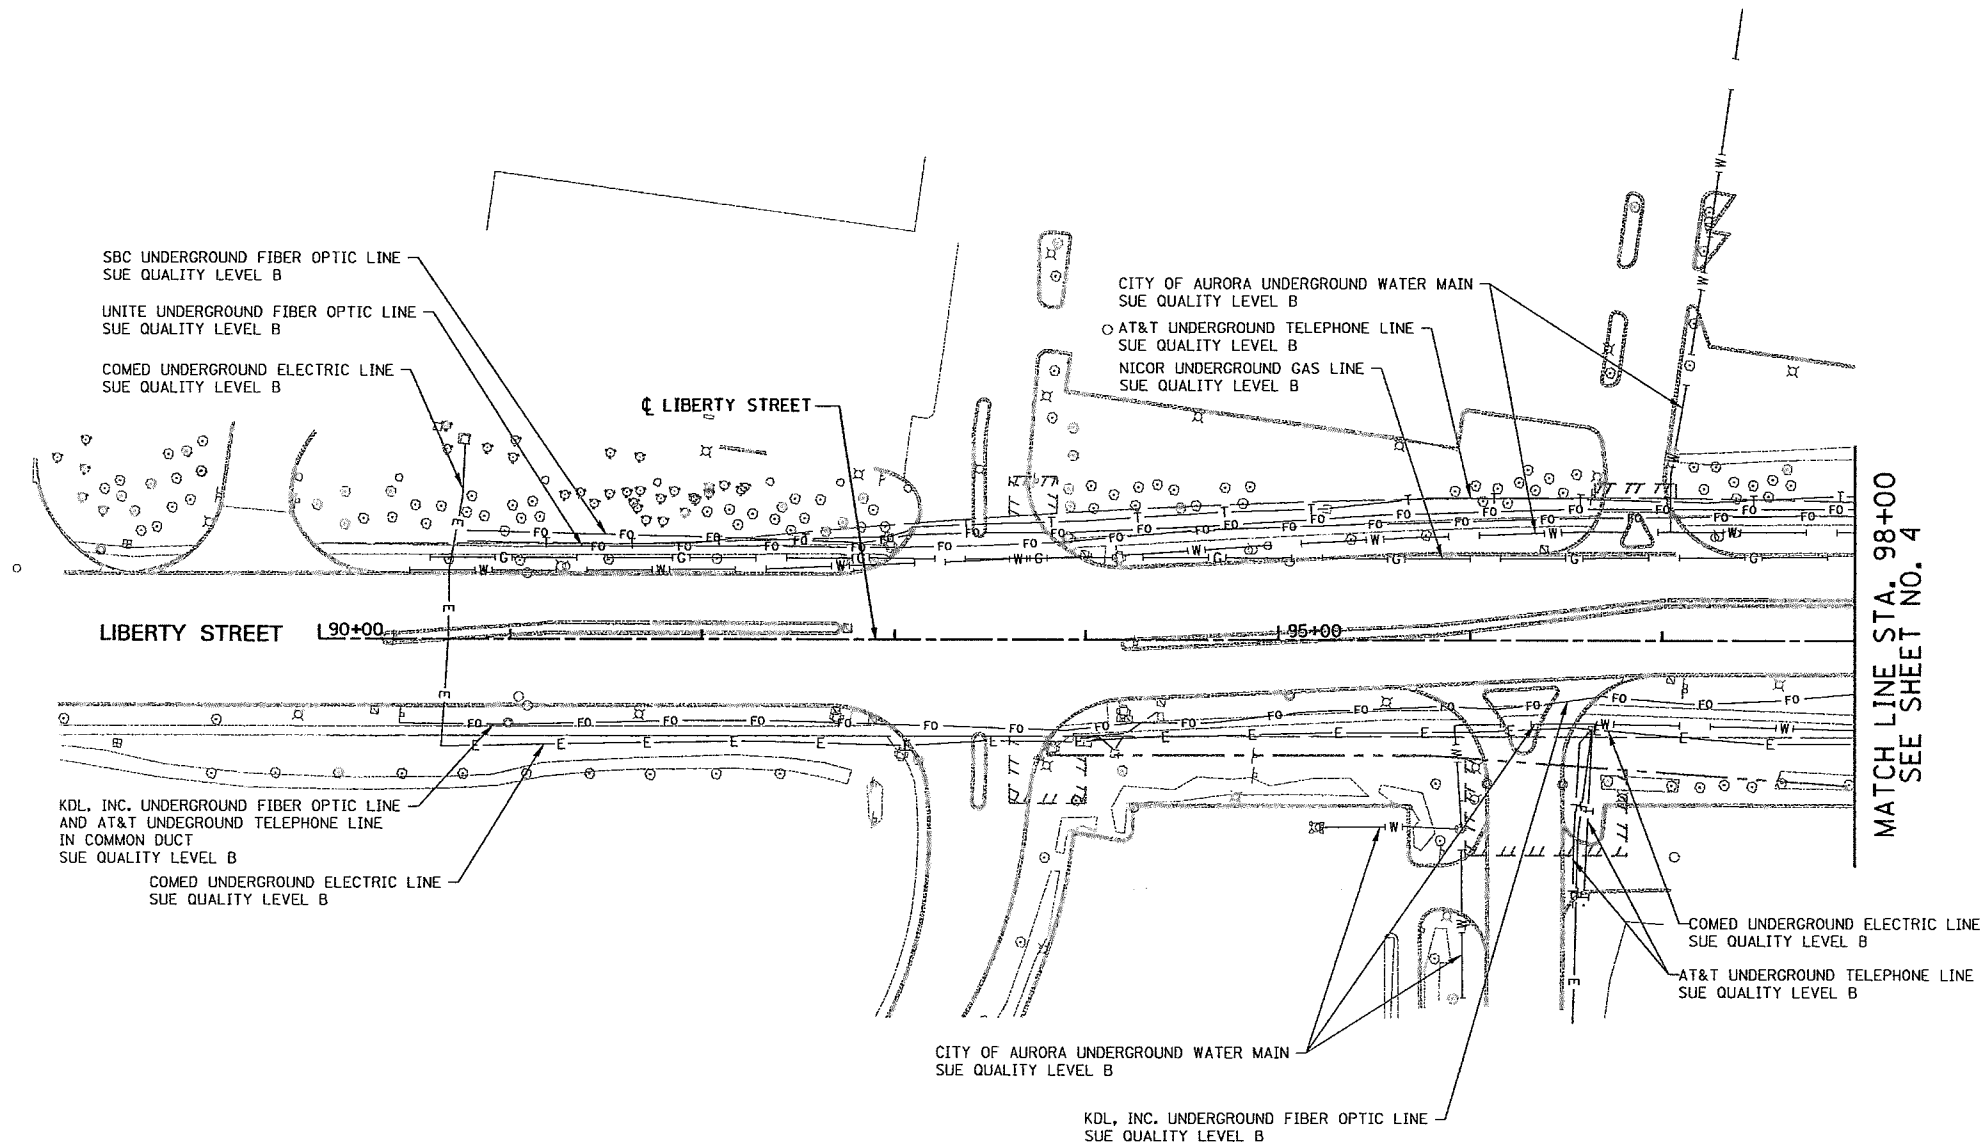 SBC UNDERGROUND FIBER OPTIC LINE
SUE QUALITY LEVEL B
UNITE UNDERGROUND FIBER OPTIC LINE
SUE QUALITY LEVEL B
COMED UNDERGROUND ELECTRIC LINE
SUE QUALITY LEVEL B
℄ LIBERTY STREET
CITY OF AURORA UNDERGROUND WATER MAIN
SUE QUALITY LEVEL B
AT&T UNDERGROUND TELEPHONE LINE
SUE QUALITY LEVEL B
NICOR UNDERGROUND GAS LINE
SUE QUALITY LEVEL B
LIBERTY STREET
90+00
95+00
MATCH LINE STA. 98+00
SEE SHEET NO. 4
KDL, INC. UNDERGROUND FIBER OPTIC LINE
AND AT&T UNDERGOUND TELEPHONE LINE
IN COMMON DUCT
SUE QUALITY LEVEL B
COMED UNDERGROUND ELECTRIC LINE
SUE QUALITY LEVEL B
COMED UNDERGROUND ELECTRIC LINE
SUE QUALITY LEVEL B
AT&T UNDERGROUND TELEPHONE LINE
SUE QUALITY LEVEL B
CITY OF AURORA UNDERGROUND WATER MAIN
SUE QUALITY LEVEL B
KDL, INC. UNDERGROUND FIBER OPTIC LINE
SUE QUALITY LEVEL B